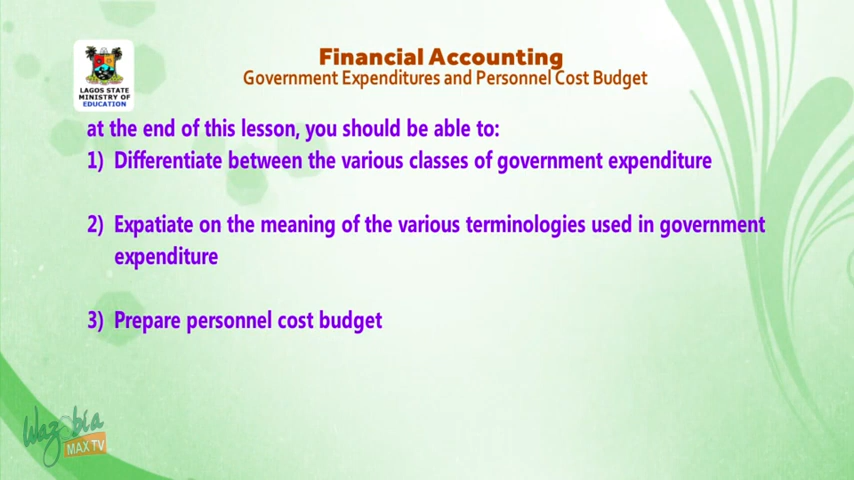 Financial Accounting
Government Expenditures and Personnel Cost Budget
LAGOS STATE
MINISTRY OF
EDUCATION
at the end of this lesson, you should be able to:
1) Differentiate between the various classes of government expenditure
2) Expatiate on the meaning of the various terminologies used in government
expenditure
3) Prepare personnel cost budget
Wazobia
MAX TV